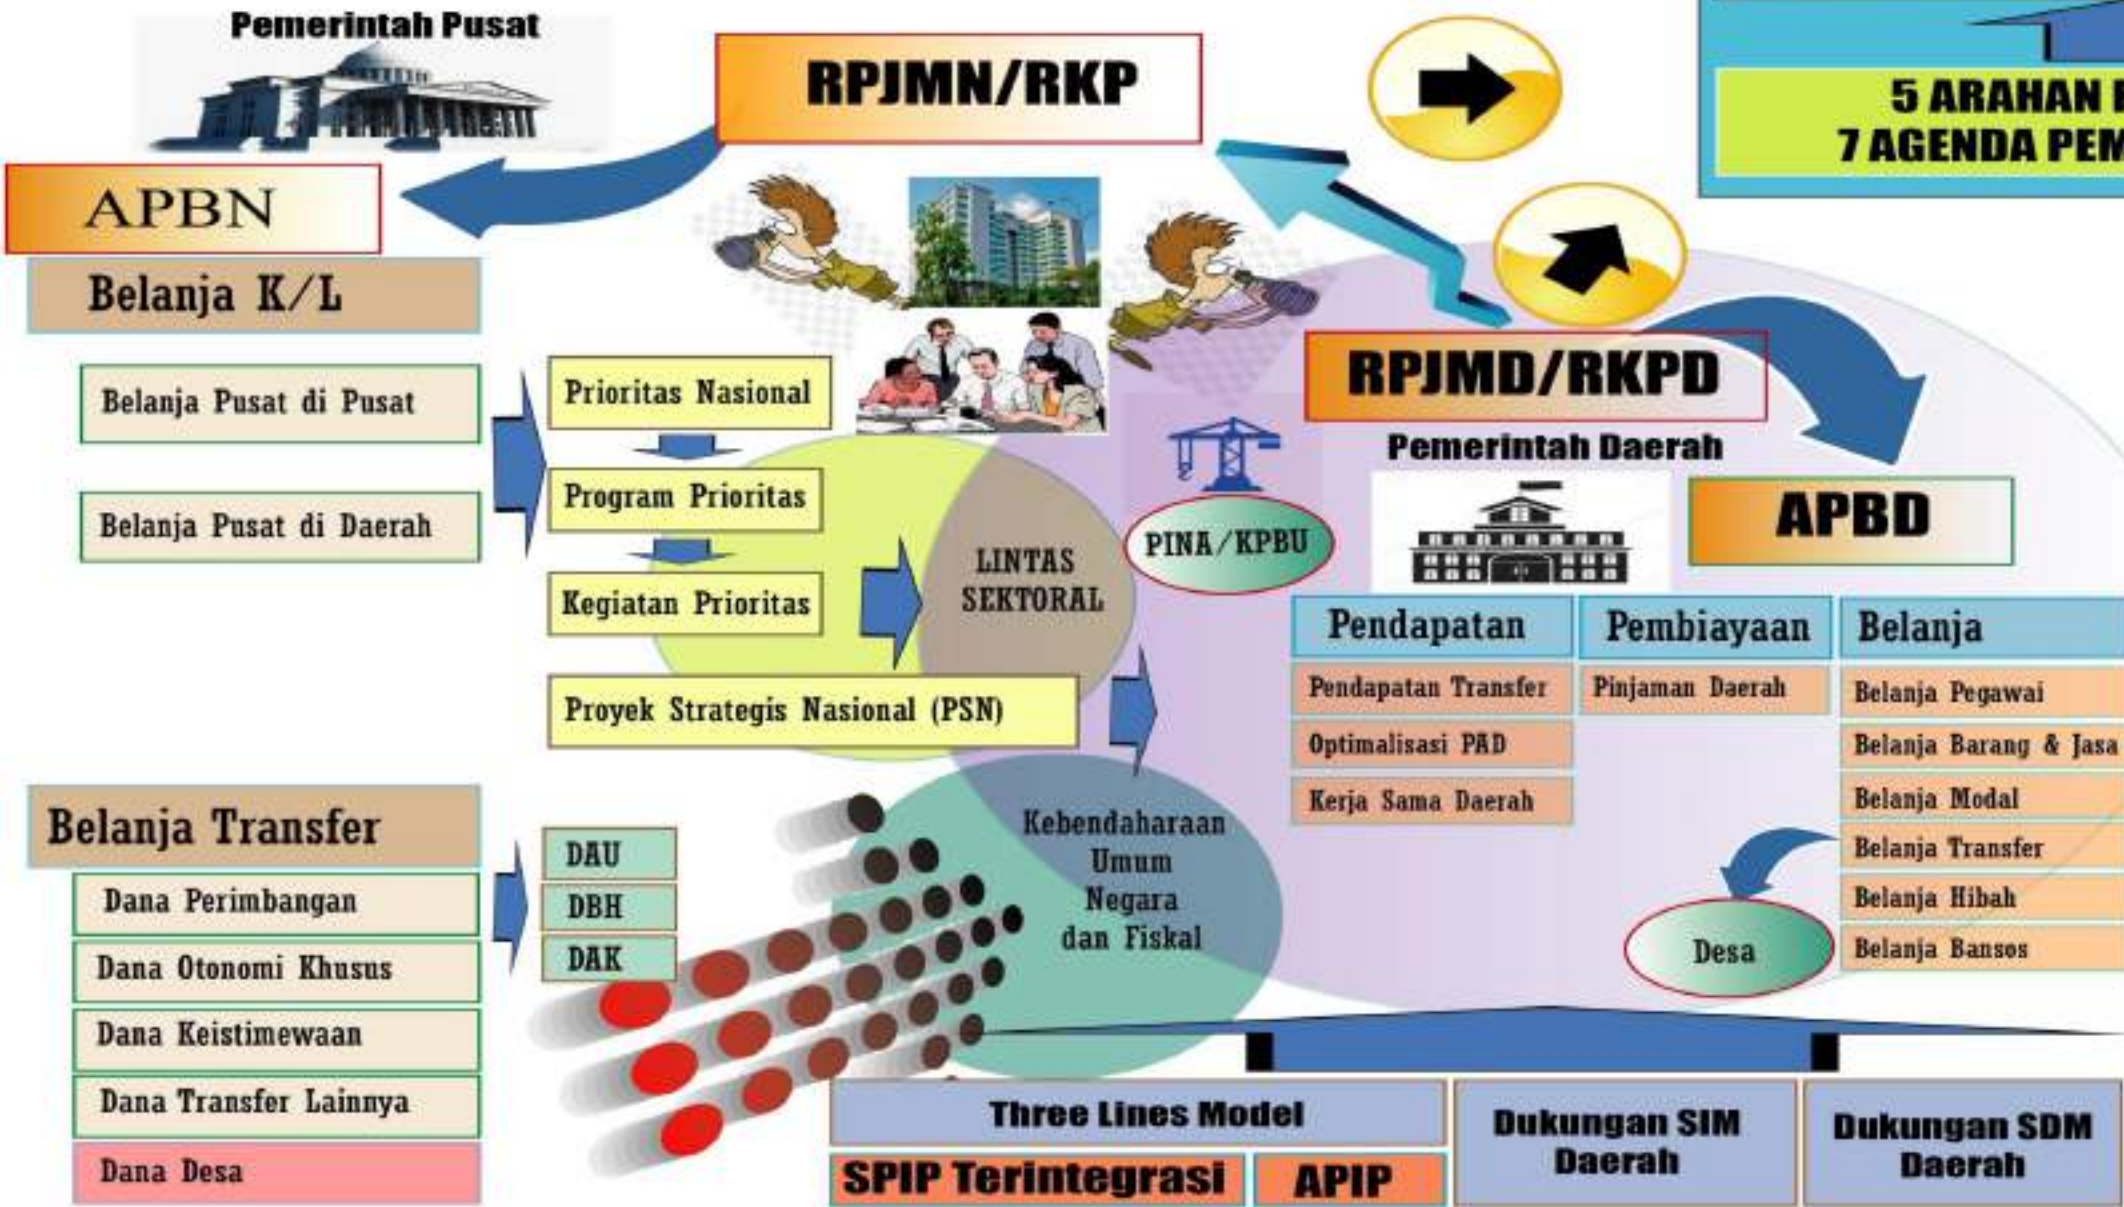 Pemerintah Pusat
RPJMN/RKP
5 ARAHAN
7 AGENDA
APBN
Belanja K/L
Belanja Pusat di Pusat
Belanja Pusat di Daerah
Prioritas Nasional
Program Prioritas
Kegiatan Prioritas
Proyek Strategis Nasional (PSN)
LINTAS
SEKTORAL
PINA/KPBU
RPJMD/RKPD
Pemerintah Daerah
APBD
Pendapatan
Pendapatan Transfer
Optimalisasi PAD
Kerja Sama Daerah
Pembiayaan
Pinjaman Daerah
Belanja
Belanja Pegawai
Belanja Barang & Jasa
Belanja Modal
Belanja Transfer
Belanja Hibah
Belanja Bansos
Desa
Belanja Transfer
Dana Perimbangan
Dana Otonomi Khusus
Dana Keistimewaan
Dana Transfer Lainnya
Dana Desa
DAU
DBH
DAK
Kebendaharaan
Umum
Negara
dan Fiskal
Three Lines Model
SPIP Terintegrasi
APIP
Dukungan SIM
Daerah
Dukungan SDM
Daerah